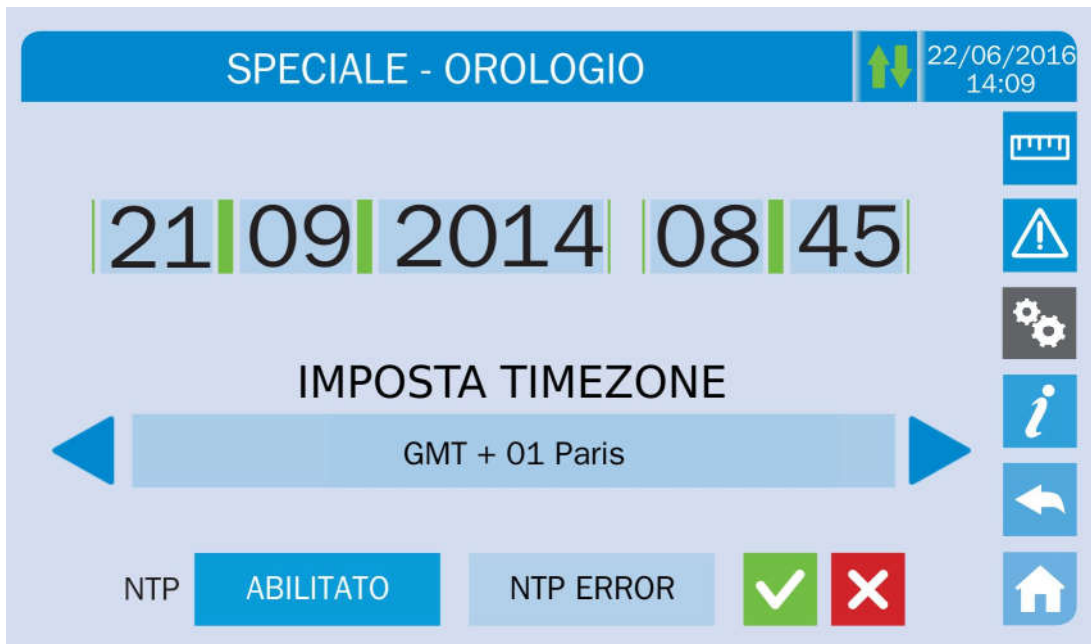 SPECIALE - OROLOGIO
22/06/2016
14:09
21 09 2014 08 45
IMPOSTA TIMEZONE
GMT + 01 Paris
NTP ABILITATO NTP ERROR